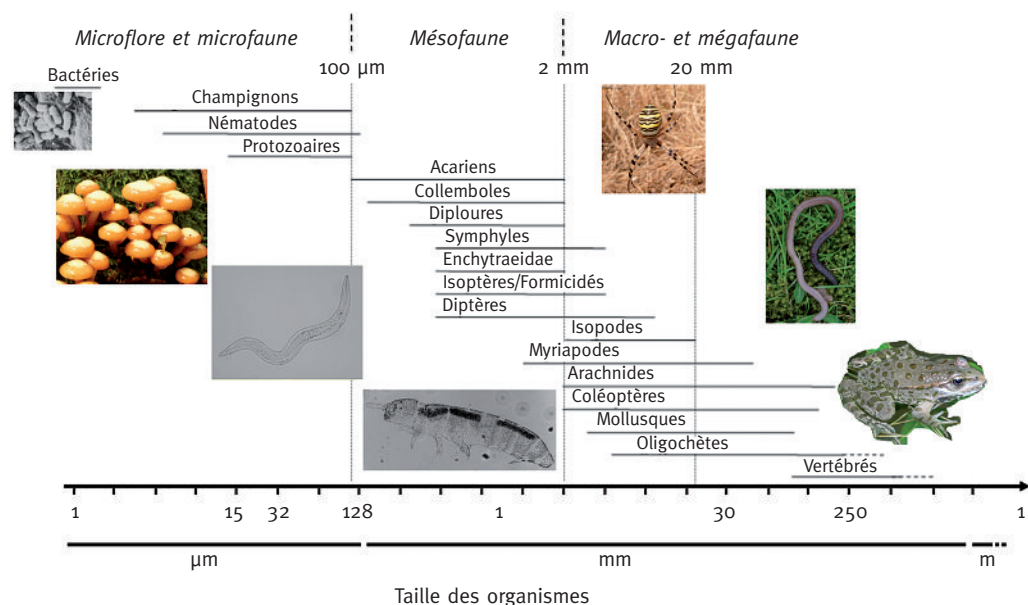 Microflore et microfaune
Mésofaune
Macro- et mégafaune
100 µm
2 mm
20 mm
Bactéries
Champignons
Nématodes
Protozoaires
Acariens
Collemboles
Diploures
Symphyles
Enchytraeidae
Isoptères/Formicidés
Diptères
Isopodes
Myriapodes
Arachnides
Coléoptères
Mollusques
Oligochètes
Vertébrés
1 15 32 128 1 30 250 1
µm mm m
Taille des organismes